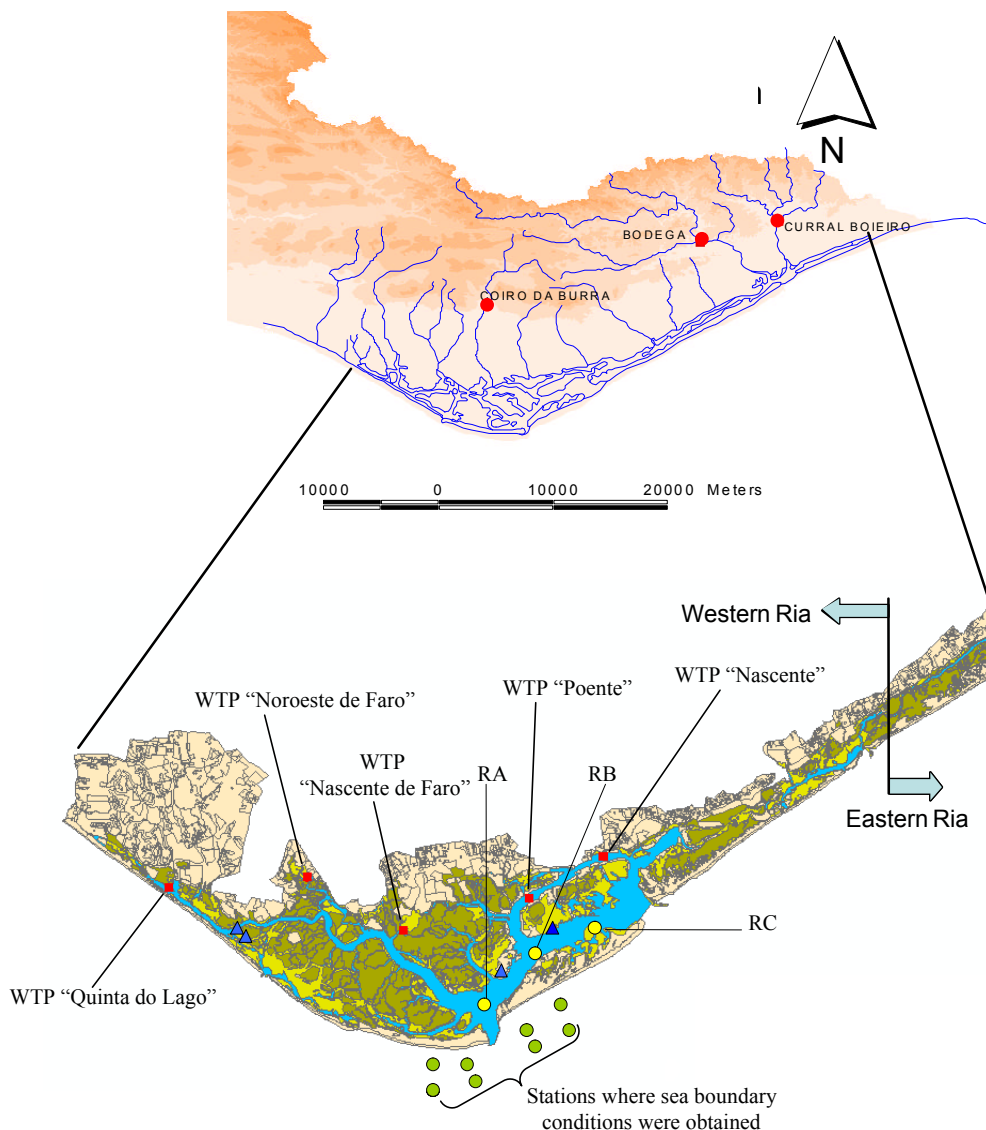 N
BODEGA
CURRAL BOIEIRO
COIRO DA BURRA
10000 0 10000 20000 Meters
Western Ria
WTP “Nascente”
WTP “Poente”
WTP “Noroeste de Faro”
WTP
“Nascente de Faro”
RA
RB
Eastern Ria
RC
WTP “Quinta do Lago”
Stations where sea boundary
conditions were obtained